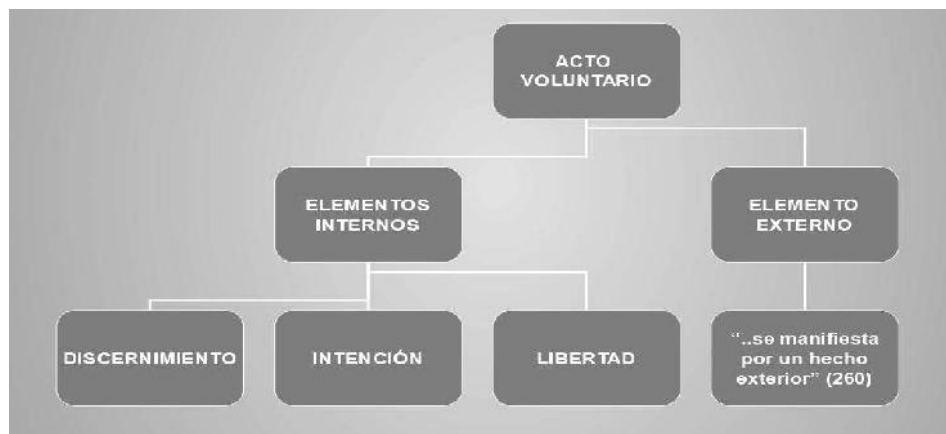 ACTO
VOLUNTARIO
ELEMENTOS
INTERNOS
ELEMENTO
EXTERNO
DISCERNIMIENTO
INTENCIÓN
LIBERTAD
“..se manifiesta
por un hecho
exterior” (260)